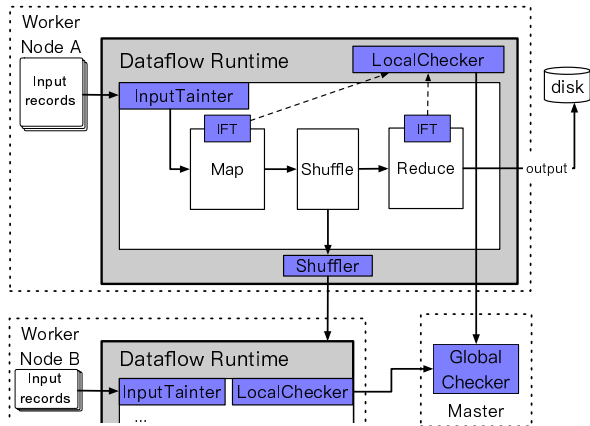 Worker
Node A
Input
records
Dataflow Runtime
LocalChecker
InputTainter
IFT
IFT
Map
Shuffle
Reduce
output
disk
Shuffler
Worker
Node B
Input
records
Dataflow Runtime
InputTainter
LocalChecker
...
Global
Checker
Master